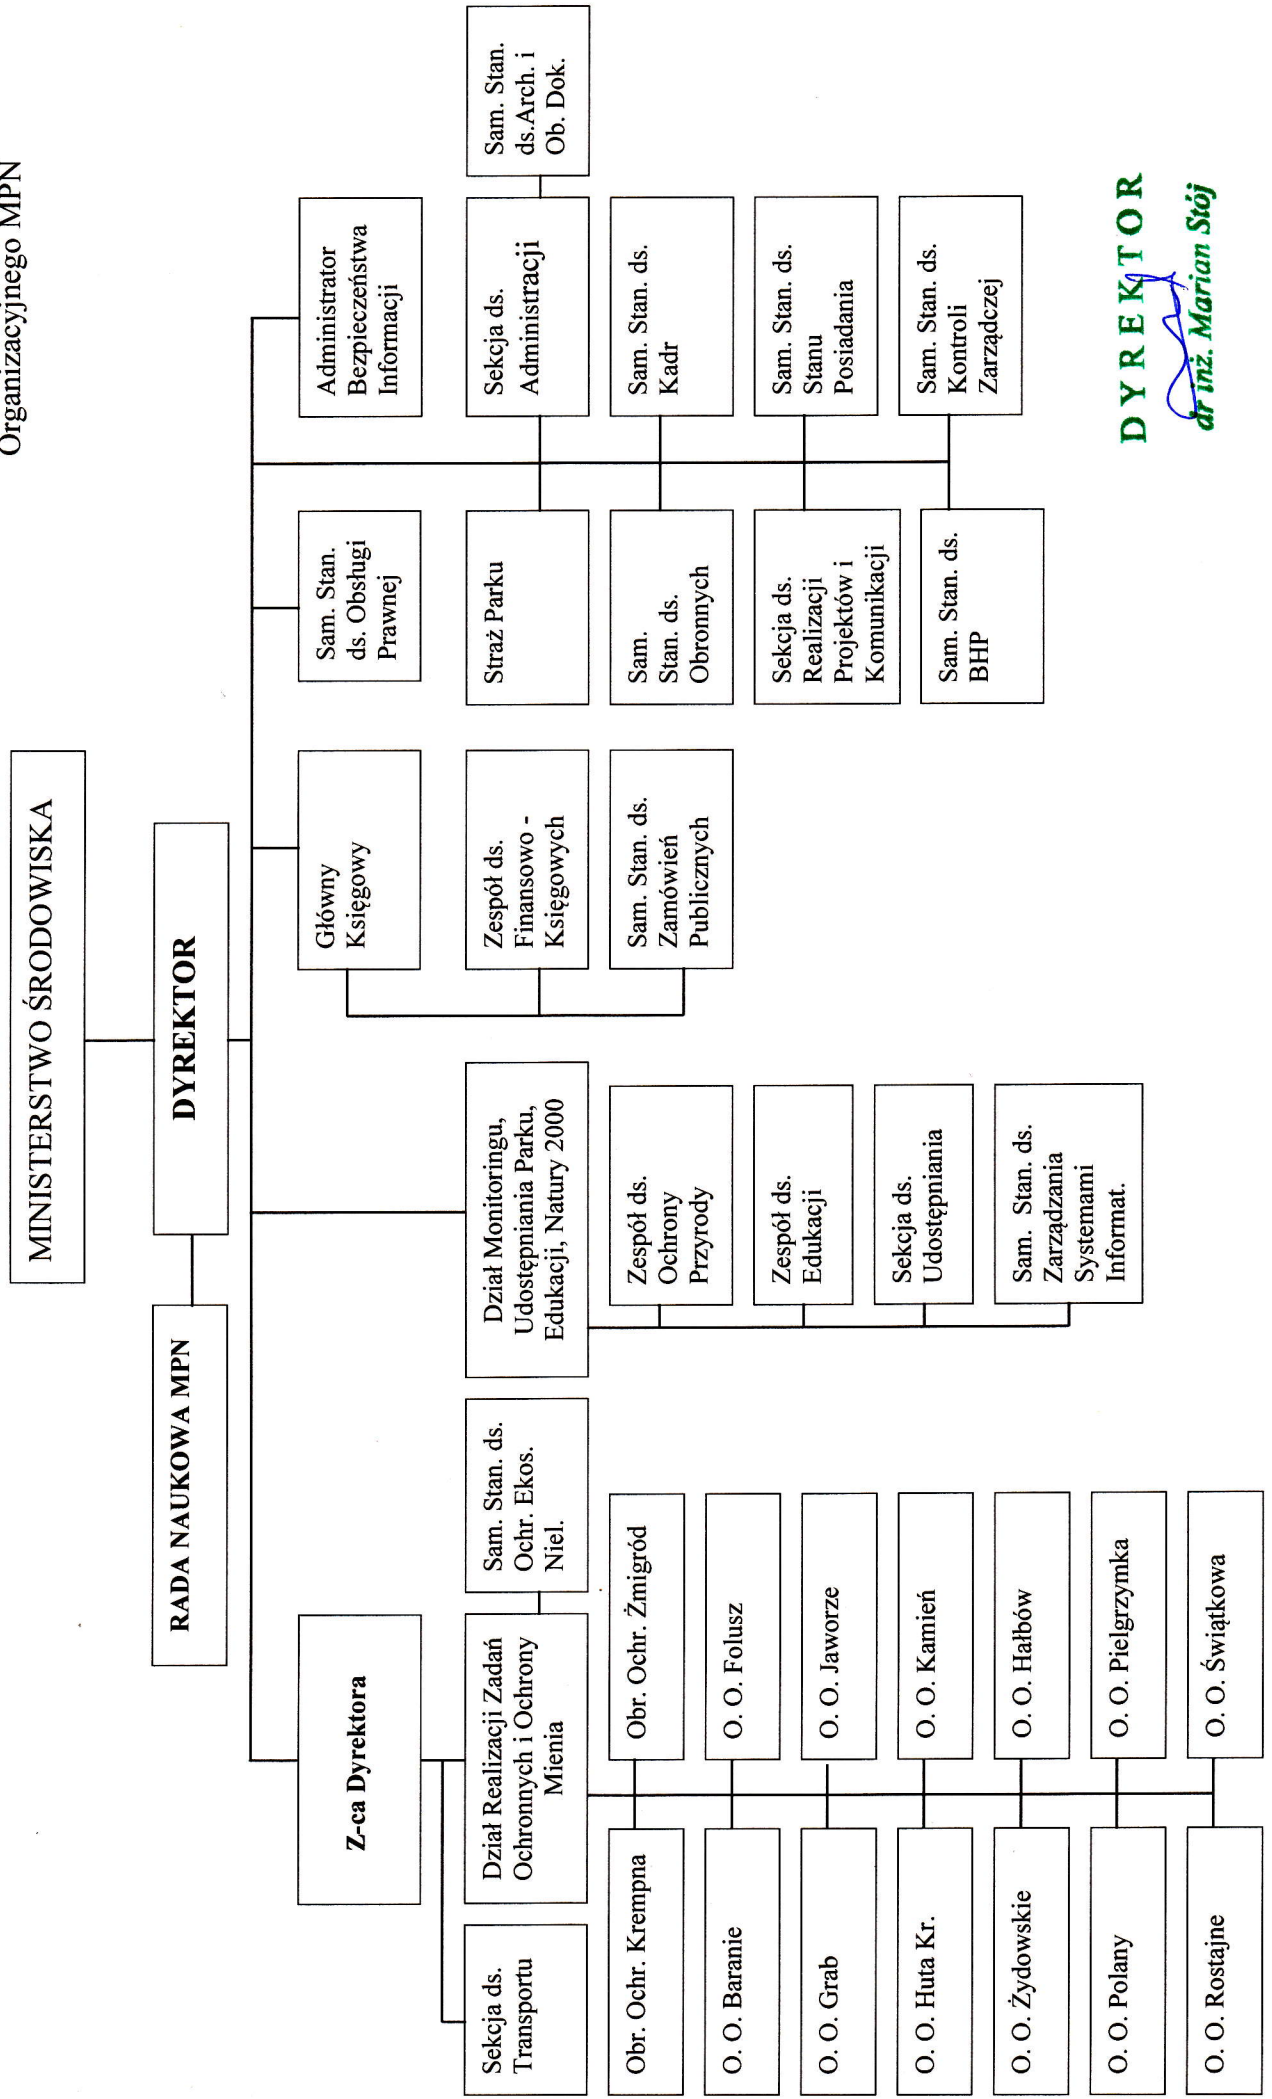 Organizacyjnego MPN
MINISTERSTWO ŚRODOWISKA
RADA NAUKOWA MPN
DYREKTOR
Z-ca Dyrektora
Główny
Księgowy
Sam. Stan.
ds. Obsługi
Prawnej
Administrator
Bezpieczeństwa
Informacji
Sekcja ds.
Transportu
Dział Realizacji Zadań
Ochronnych i Ochrony
Mienia
Sam. Stan. ds.
Ochr. Ekos.
Niel.
Dział Monitoringu,
Udostępniania Parku,
Edukacji, Natury 2000
Zespół ds.
Finansowo -
Księgowych
Straż Parku
Sekcja ds.
Administracji
Sam. Stan.
ds.Arch. i
Ob. Dok.
Obr. Ochr. Krempna
Obr. Ochr. Żmigród
Zespół ds.
Ochrony
Przyrody
Sam. Stan. ds.
Zamówień
Publicznych
Sam.
Stan. ds.
Obronnych
Sam. Stan. ds.
Kadr
O. O. Baranie
O. O. Folusz
Zespół ds.
Edukacji
Sekcja ds.
Realizacji
Projektów i
Komunikacji
Sam. Stan. ds.
Stanu
Posiadania
O. O. Grab
O. O. Jaworze
Sekcja ds.
Udostępniania
Sam. Stan. ds.
BHP
Sam. Stan. ds.
Kontroli
Zarządczej
O. O. Huta Kr.
O. O. Kamień
Sam. Stan. ds.
Zarządzania
Systemami
Informat.
O. O. Żydowskie
O. O. Hałbów
O. O. Polany
O. O. Pielgrzymka
O. O. Rostajne
O. O. Świątkowa
DYREKTOR
dr inż. Marian Stój